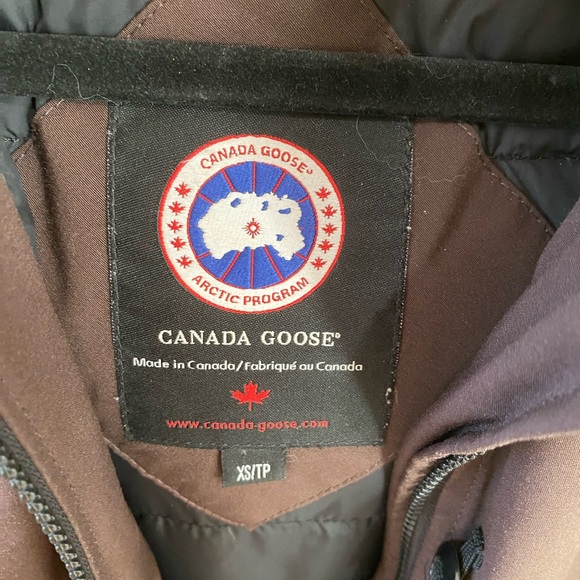 CANADA GOOSE®
ARCTIC PROGRAM
CANADA GOOSE®
Made in Canada/Fabriqué au Canada
www.canada-goose.com
XS/TP